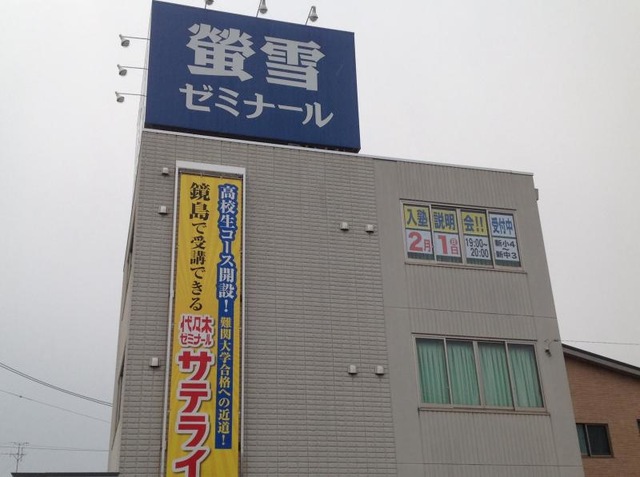 螢雪
ゼミナール
高校生コース開設！難関大学合格への近道！
鏡島で受講できる
代々木
ゼミナール
サテライ
入塾説明会!!受付中
2月1日 19:00~20:00 新小4~新中3